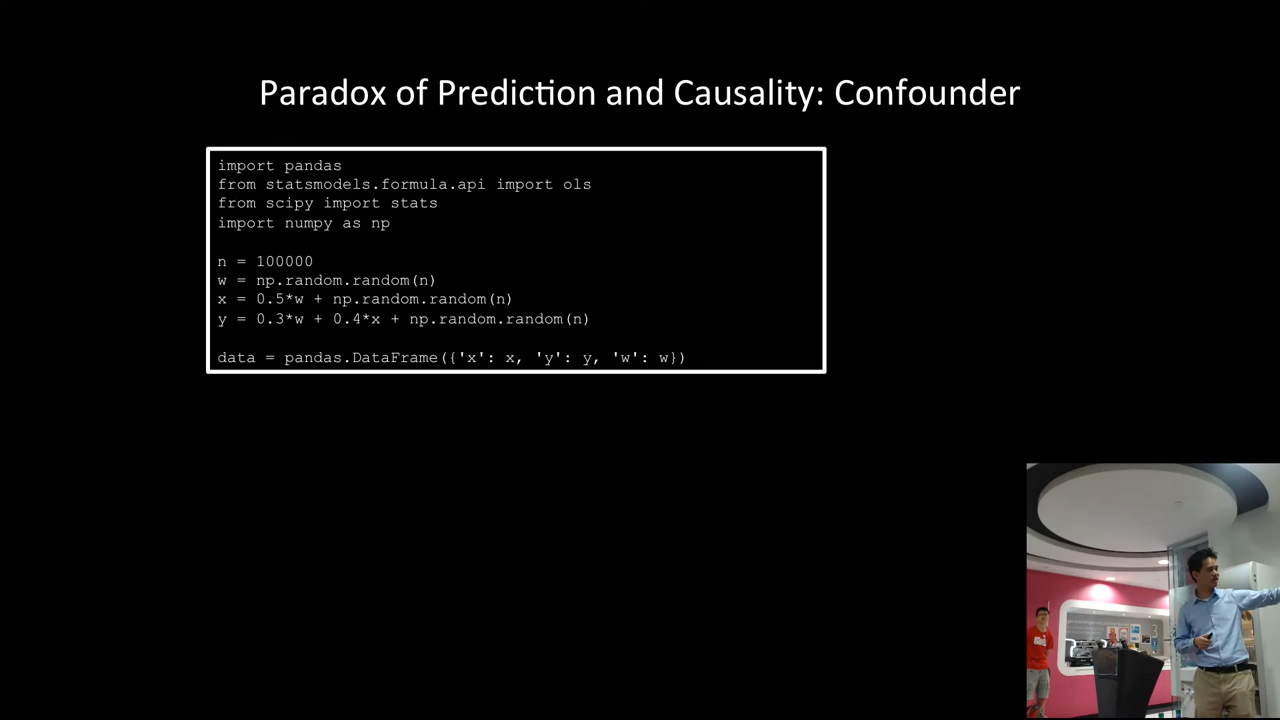 Paradox of Prediction and Causality: Confounder
import pandas
from statsmodels.formula.api import ols
from scipy import stats
import numpy as np
n = 100000
w = np.random.random(n)
x = 0.5*w + np.random.random(n)
y = 0.3*w + 0.4*x + np.random.random(n)
data = pandas.DataFrame({'x': x, 'y': y, 'w': w})